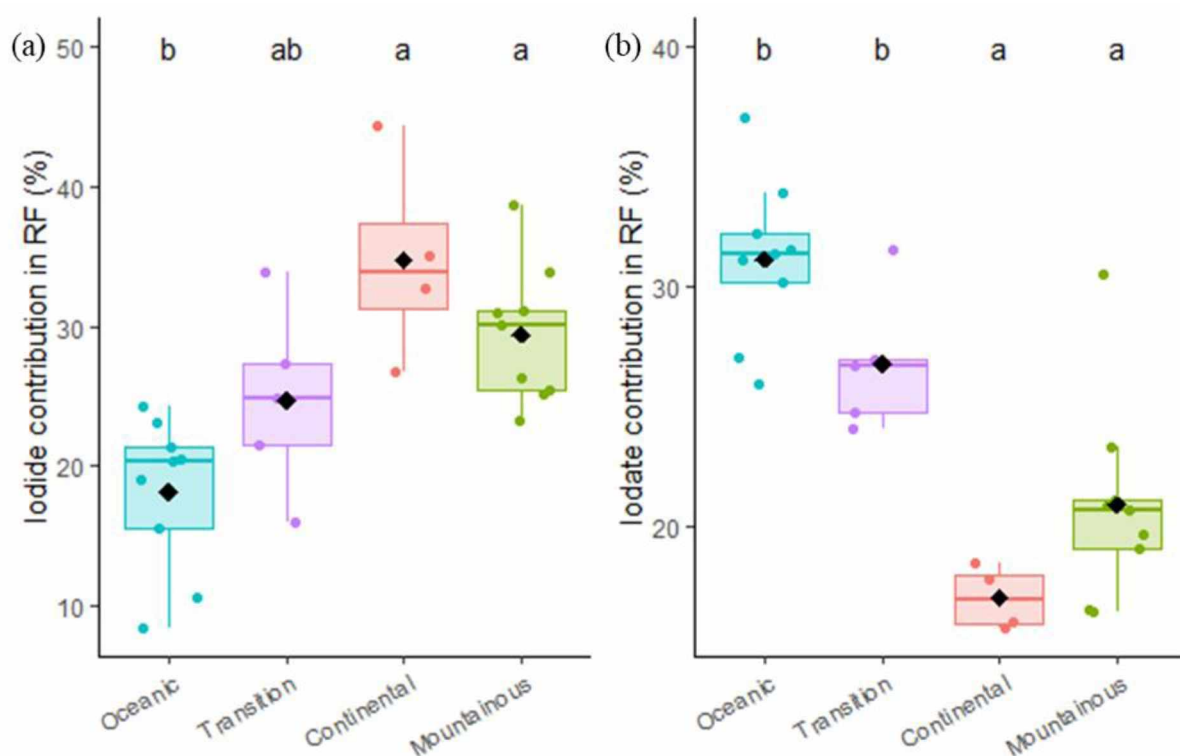 (a)
Iodide contribution in RF (%)
50
40
30
20
10
b ab a a
Oceanic
Transition
Continental
Mountainous
(b)
Iodate contribution in RF (%)
40
30
20
b b a a
Oceanic
Transition
Continental
Mountainous